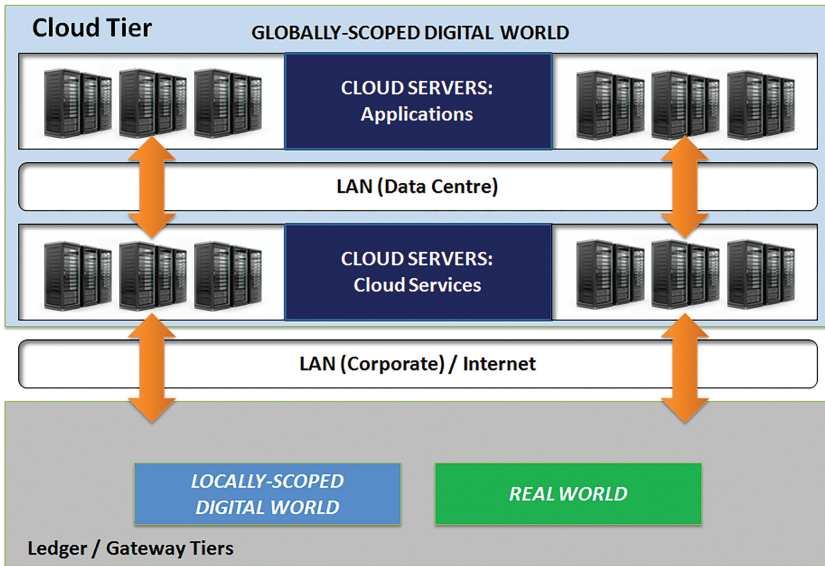 Cloud Tier
GLOBALLY-SCOPED DIGITAL WORLD
CLOUD SERVERS:
Applications
LAN (Data Centre)
CLOUD SERVERS:
Cloud Services
LAN (Corporate) / Internet
LOCALLY-SCOPED
DIGITAL WORLD
REAL WORLD
Ledger / Gateway Tiers